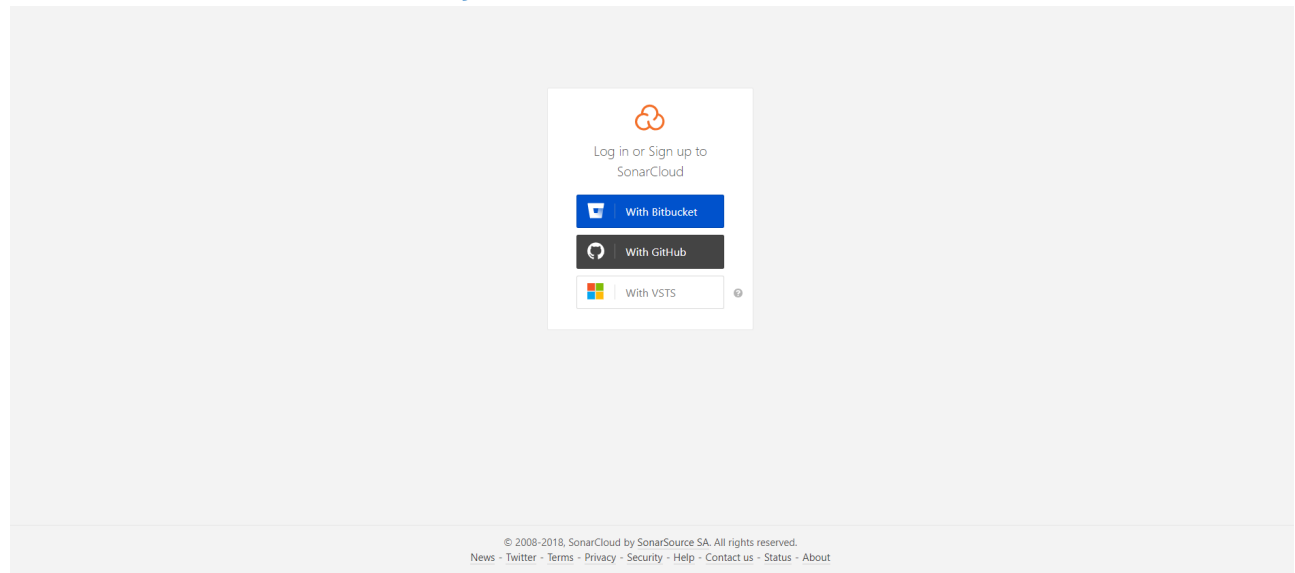 Log in or Sign up to
SonarCloud
With Bitbucket
With GitHub
With VSTS
© 2008-2018, SonarCloud by SonarSource SA. All rights reserved.
News - Twitter - Terms - Privacy - Security - Help - Contact us - Status - About